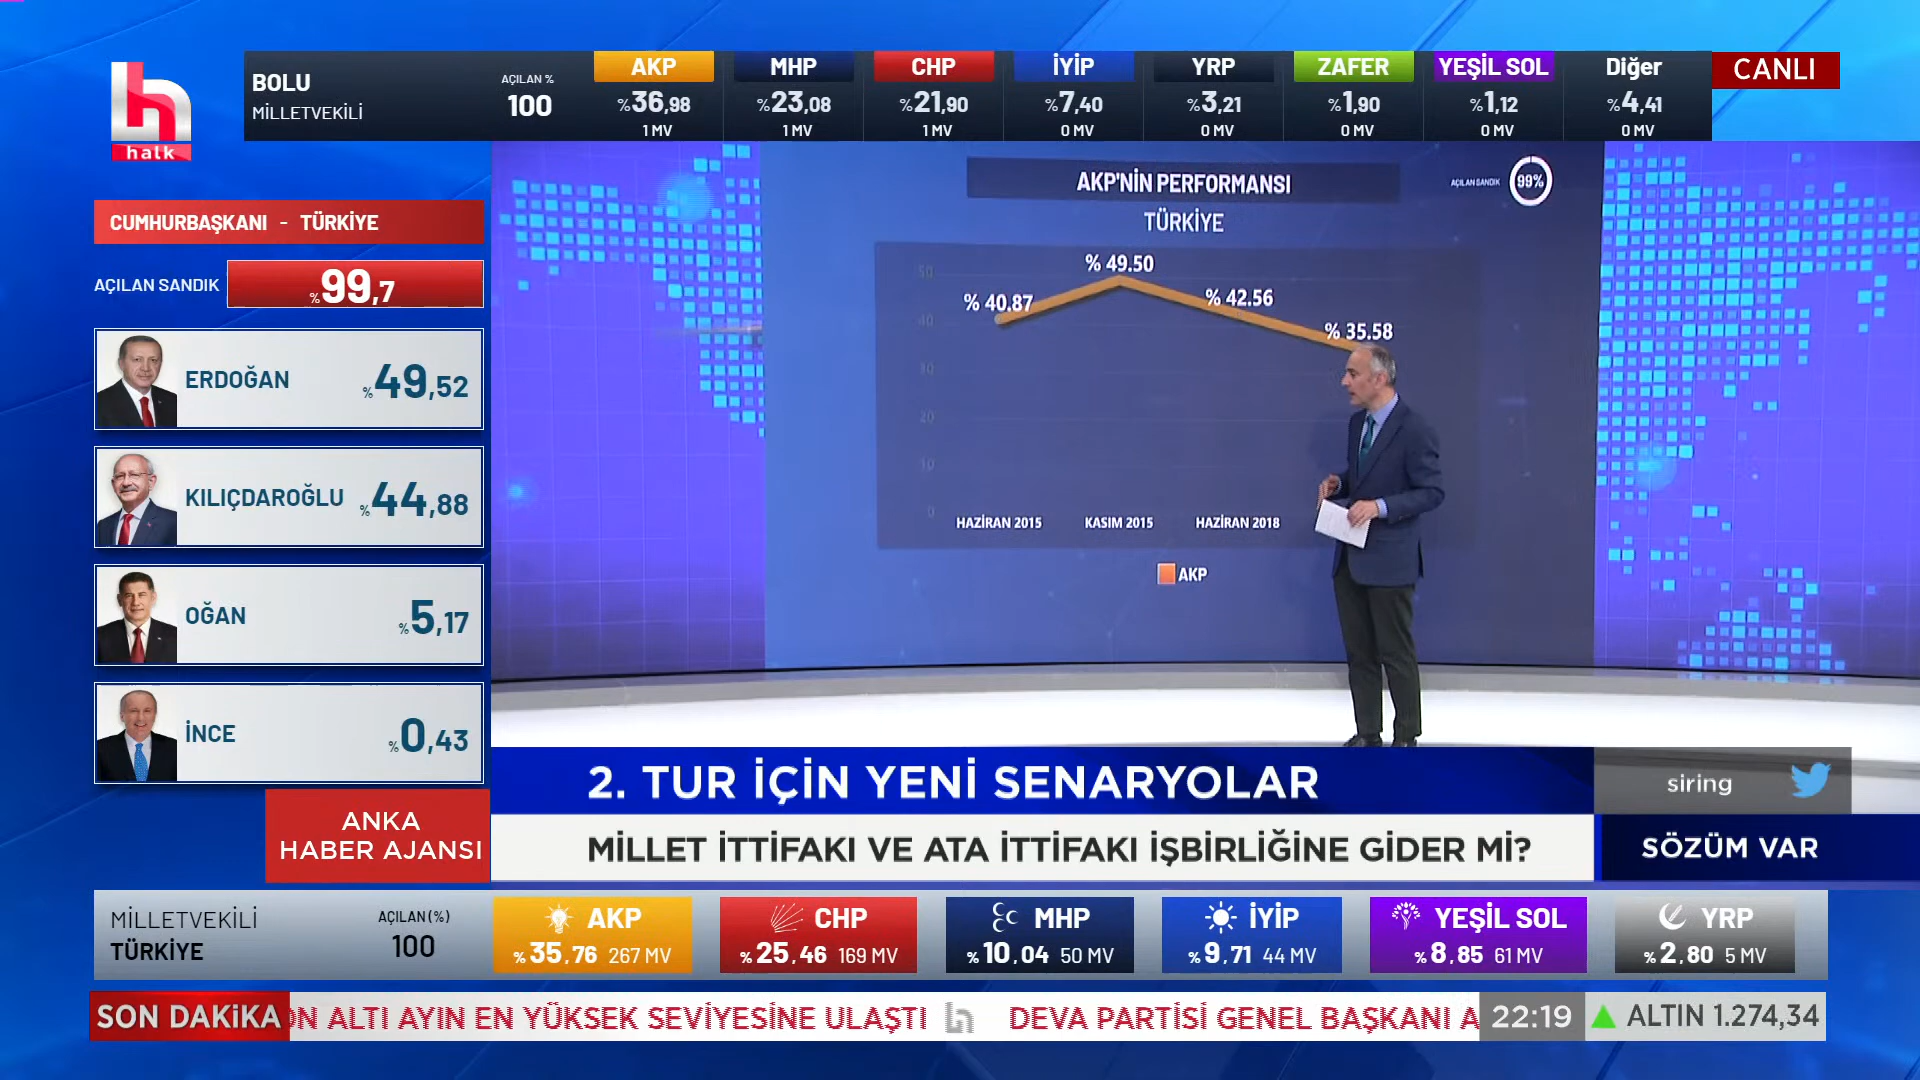 h
halk
BOLU
MİLLETVEKİLİ
AÇILAN %
100
AKP
%36,98
1 MV
MHP
%23,08
1 MV
CHP
%21,90
1 MV
İYİP
%7,40
0 MV
YRP
%3,21
0 MV
ZAFER
%1,90
0 MV
YEŞİL SOL
%1,12
0 MV
Diğer
%4,41
0 MV
CANLI
CUMHURBAŞKANI - TÜRKİYE
AÇILAN SANDIK %99,7
ERDOĞAN %49,52
KILIÇDAROĞLU %44,88
OĞAN %5,17
İNCE %0,43
AKP'NİN PERFORMANSI
TÜRKİYE
AÇILAN SANDIK 99%
% 40.87
% 49.50
% 42.56
% 35.58
50
40
30
20
10
0
HAZİRAN 2015 KASIM 2015 HAZİRAN 2018
AKP
2. TUR İÇİN YENİ SENARYOLAR
siring
ANKA
HABER AJANSI
MİLLET İTTİFAKI VE ATA İTTİFAKI İŞBİRLİĞİNE GİDER Mİ?
SÖZÜM VAR
MİLLETVEKİLİ
TÜRKİYE
AÇILAN(%)
100
AKP
%35,76 267 MV
CHP
%25,46 169 MV
MHP
%10,04 50 MV
İYİP
%9,71 44 MV
YEŞİL SOL
%8,85 61 MV
YRP
%2,80 5 MV
SON DAKİKA
ON ALTI AYIN EN YÜKSEK SEVİYESİNE ULAŞTI h DEVA PARTİSİ GENEL BAŞKANI A
22:19
ALTIN 1.274,34